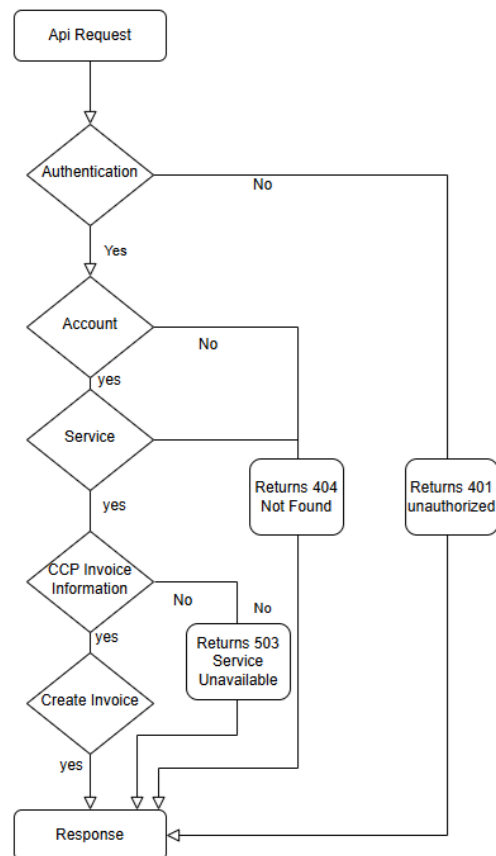 Api Request
Authentication
No
Yes
Account
No
yes
Service
Returns 404
Not Found
Returns 401
unauthorized
yes
CCP Invoice
Information
No
No
yes
Returns 503
Service
Unavailable
Create Invoice
yes
Response